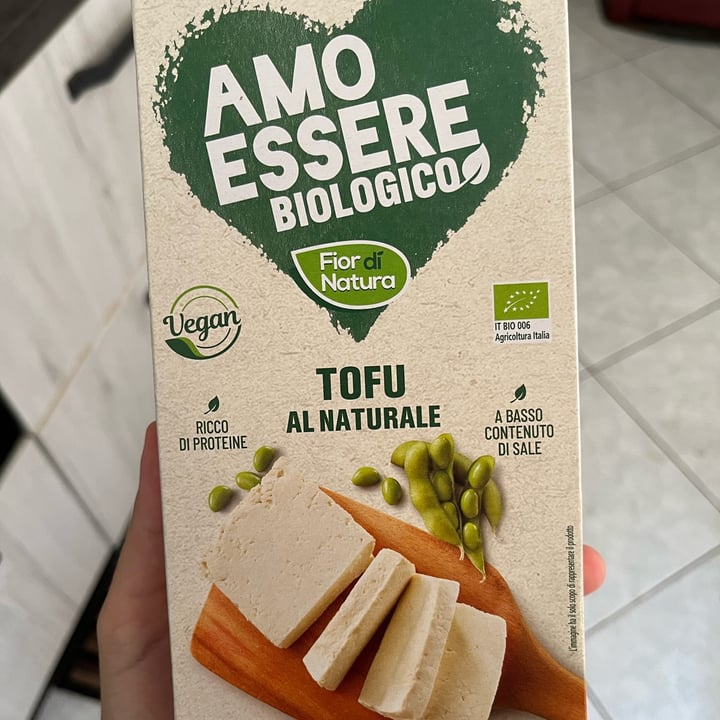 AMO
ESSERE
BIOLOGICO
Fior di
Natura
Vegan
IT BIO 006
Agricoltura Italia
TOFU
AL NATURALE
RICCO
DI PROTEINE
A BASSO
CONTENUTO
DI SALE
L'immagine ha il solo scopo di rappresentare il prodotto